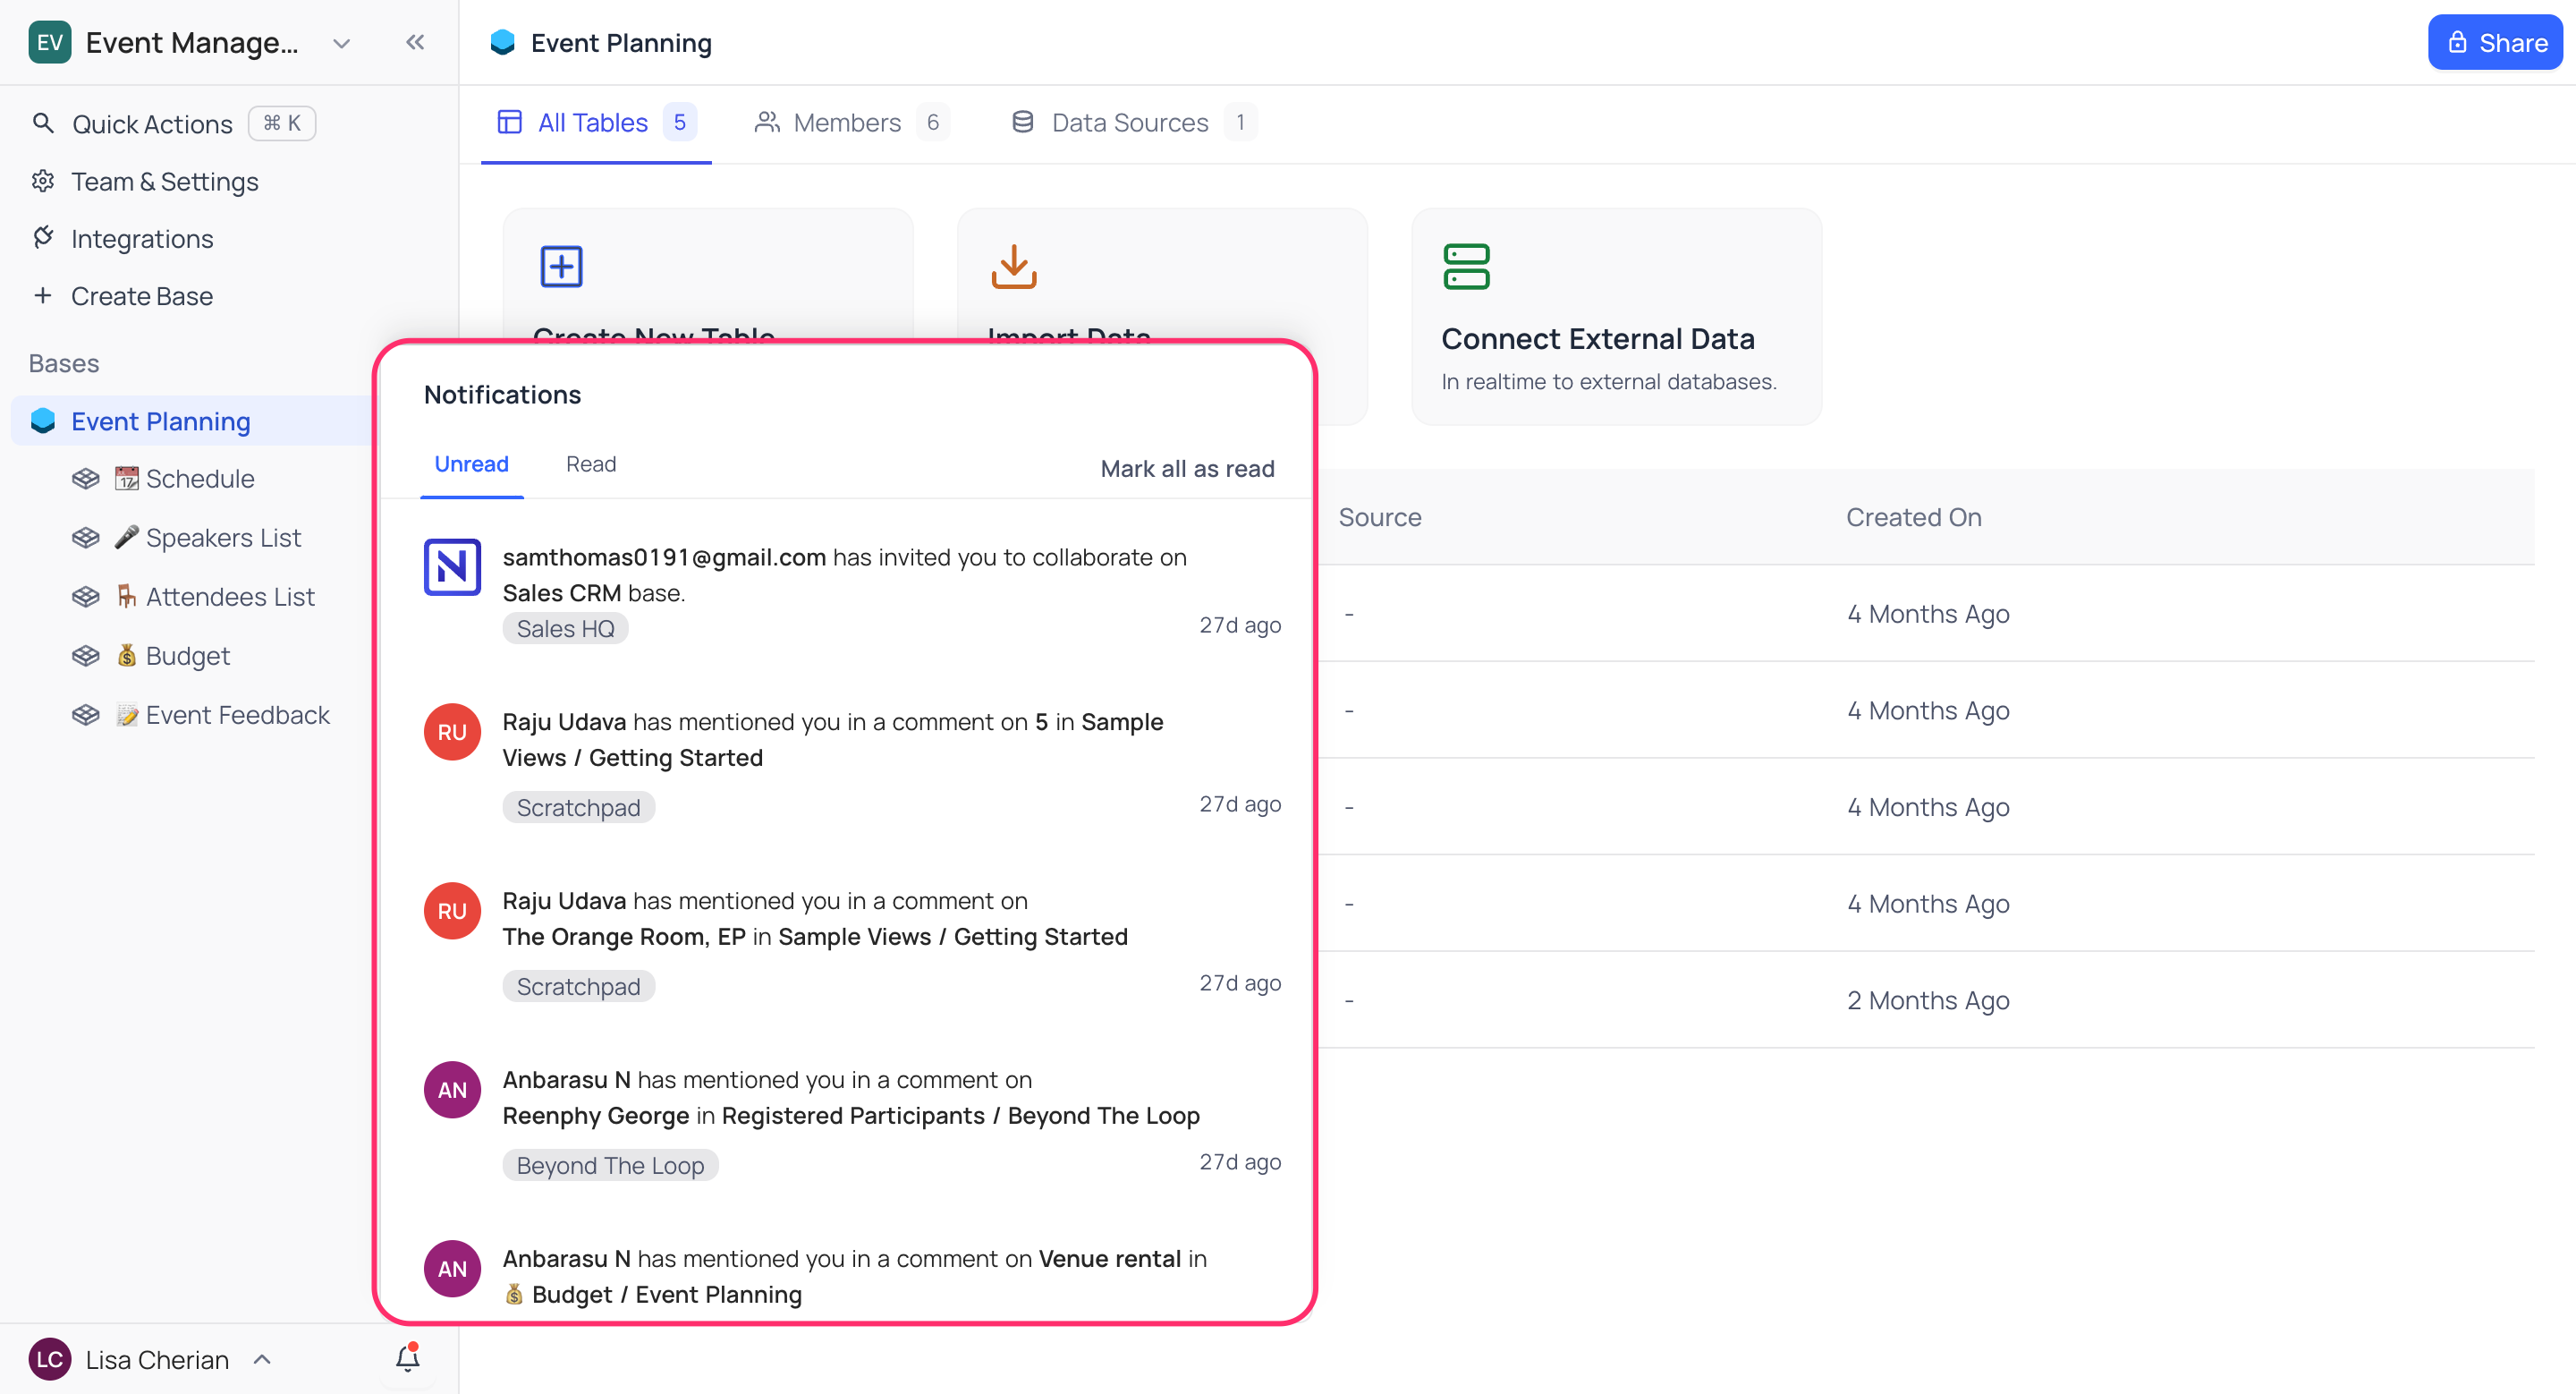 EV Event Manage...
Quick Actions ⌘ K
Team & Settings
Integrations
+ Create Base
Bases
Event Planning
Schedule
Speakers List
Attendees List
Budget
Event Feedback
LC Lisa Cherian
Event Planning
Share
All Tables 5
Members 6
Data Sources 1
Create New Table
Import Data
Connect External Data
In realtime to external databases.
Source Created On
- 4 Months Ago
- 4 Months Ago
- 4 Months Ago
- 4 Months Ago
- 2 Months Ago
Notifications
Unread Read Mark all as read
N
samthomas0191@gmail.com has invited you to collaborate on
Sales CRM base.
Sales HQ 27d ago
RU
Raju Udava has mentioned you in a comment on 5 in Sample
Views / Getting Started
Scratchpad 27d ago
RU
Raju Udava has mentioned you in a comment on
The Orange Room, EP in Sample Views / Getting Started
Scratchpad 27d ago
AN
Anbarasu N has mentioned you in a comment on
Reenphy George in Registered Participants / Beyond The Loop
Beyond The Loop 27d ago
AN
Anbarasu N has mentioned you in a comment on Venue rental in
💰 Budget / Event Planning